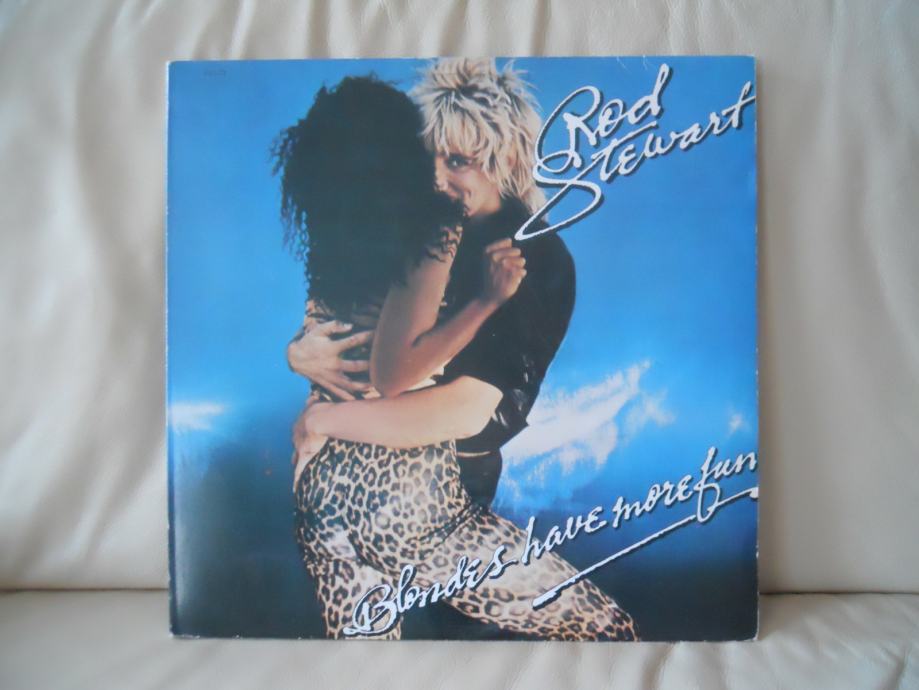 Rod
Stewart
Blondes have more fun